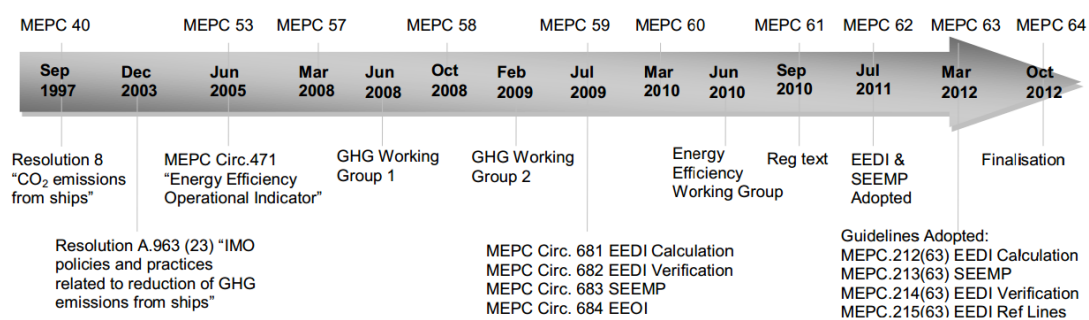 MEPC 40 MEPC 53 MEPC 57 MEPC 58 MEPC 59 MEPC 60 MEPC 61 MEPC 62 MEPC 63 MEPC 64
Sep Dec Jun Mar Jun Oct Feb Jul Mar Jun Sep Jul Mar Oct
1997 2003 2005 2008 2008 2008 2009 2009 2010 2010 2010 2011 2012 2012
Resolution 8
“CO₂ emissions
from ships”
MEPC Circ.471
“Energy Efficiency
Operational Indicator”
GHG Working
Group 1
GHG Working
Group 2
Energy
Efficiency
Working Group
Reg text
EEDI &
SEEMP
Adopted
Finalisation
Resolution A.963 (23) “IMO
policies and practices
related to reduction of GHG
emissions from ships”
MEPC Circ. 681 EEDI Calculation
MEPC Circ. 682 EEDI Verification
MEPC Circ. 683 SEEMP
MEPC Circ. 684 EEOI
Guidelines Adopted:
MEPC.212(63) EEDI Calculation
MEPC.213(63) SEEMP
MEPC.214(63) EEDI Verification
MEPC.215(63) EEDI Ref Lines